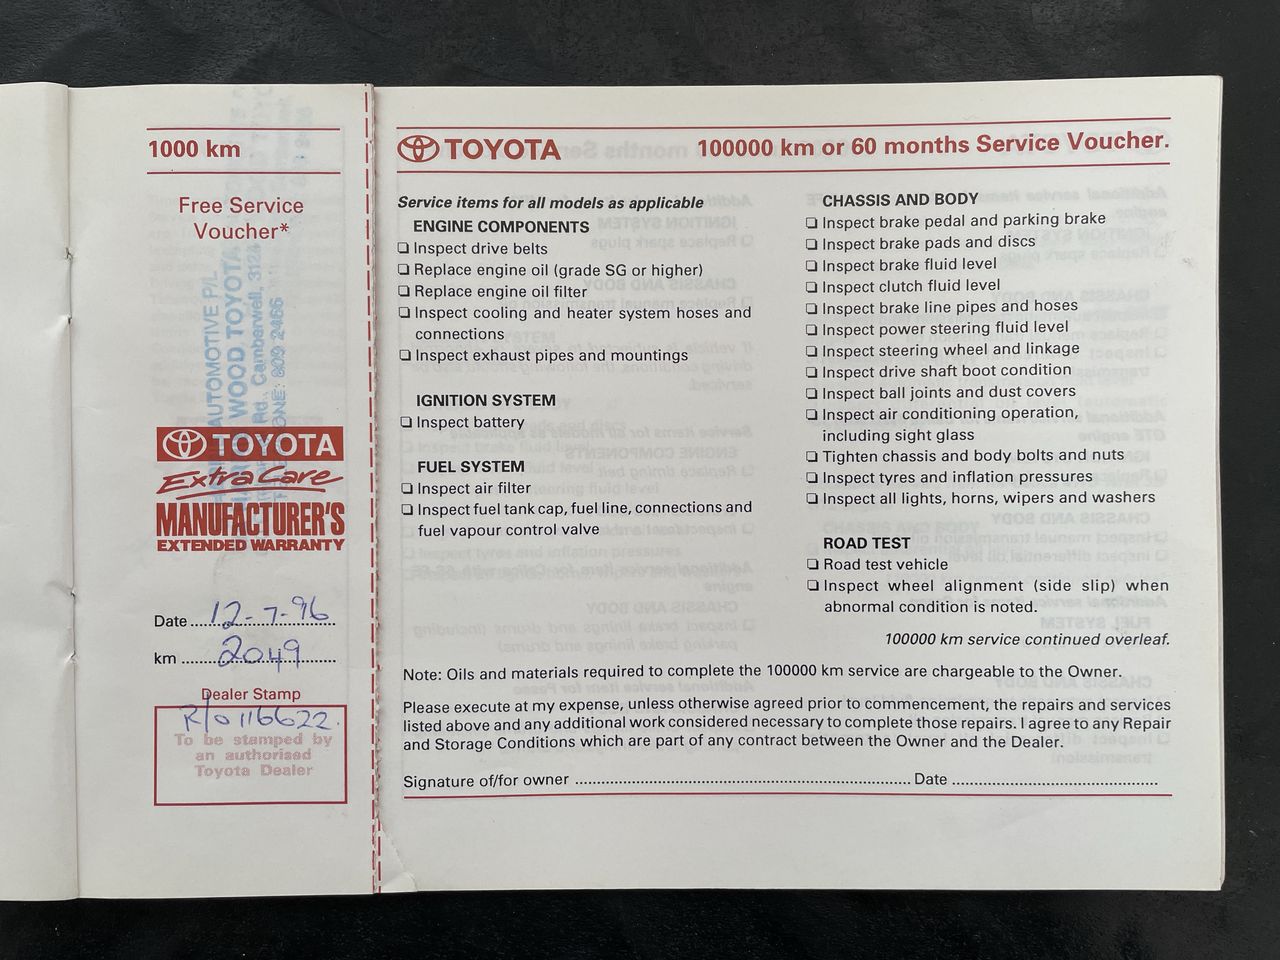 1000 km
Free Service
Voucher*
AUTOMOTIVE P/L
WOOD TOYOTA
Rd., Camberwell, 3124
809 2466
TOYOTA
Extra Care
MANUFACTURER'S
EXTENDED WARRANTY
Date 12-7-96
km 2049
Dealer Stamp
R/O 116622.
To be stamped by
an authorised
Toyota Dealer
TOYOTA 100000 km or 60 months Service Voucher.
Service items for all models as applicable
ENGINE COMPONENTS
❏ Inspect drive belts
❏ Replace engine oil (grade SG or higher)
❏ Replace engine oil filter
❏ Inspect cooling and heater system hoses and
connections
❏ Inspect exhaust pipes and mountings
IGNITION SYSTEM
❏ Inspect battery
FUEL SYSTEM
❏ Inspect air filter
❏ Inspect fuel tank cap, fuel line, connections and
fuel vapour control valve
CHASSIS AND BODY
❏ Inspect brake pedal and parking brake
❏ Inspect brake pads and discs
❏ Inspect brake fluid level
❏ Inspect clutch fluid level
❏ Inspect brake line pipes and hoses
❏ Inspect power steering fluid level
❏ Inspect steering wheel and linkage
❏ Inspect drive shaft boot condition
❏ Inspect ball joints and dust covers
❏ Inspect air conditioning operation,
including sight glass
❏ Tighten chassis and body bolts and nuts
❏ Inspect tyres and inflation pressures
❏ Inspect all lights, horns, wipers and washers
ROAD TEST
❏ Road test vehicle
❏ Inspect wheel alignment (side slip) when
abnormal condition is noted.
100000 km service continued overleaf.
Note: Oils and materials required to complete the 100000 km service are chargeable to the Owner.
Please execute at my expense, unless otherwise agreed prior to commencement, the repairs and services
listed above and any additional work considered necessary to complete those repairs. I agree to any Repair
and Storage Conditions which are part of any contract between the Owner and the Dealer.
Signature of/for owner ........ Date ........